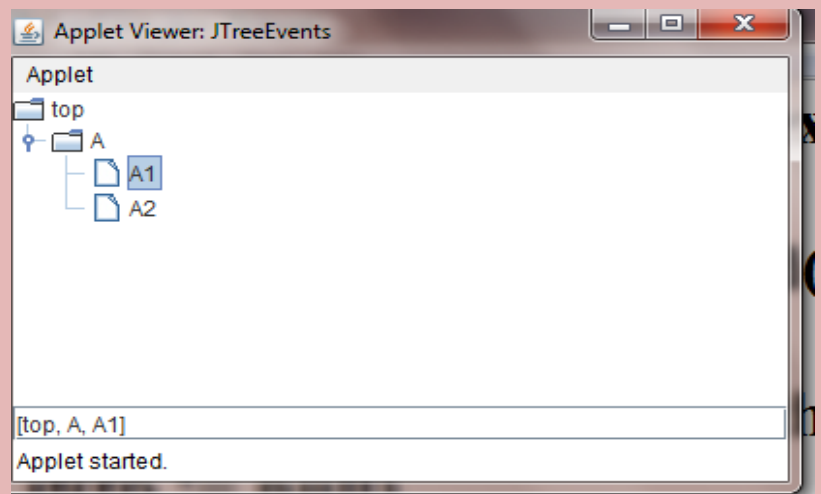 Applet Viewer: JTreeEvents
Applet
top
A
A1
A2
[top, A, A1]
Applet started.